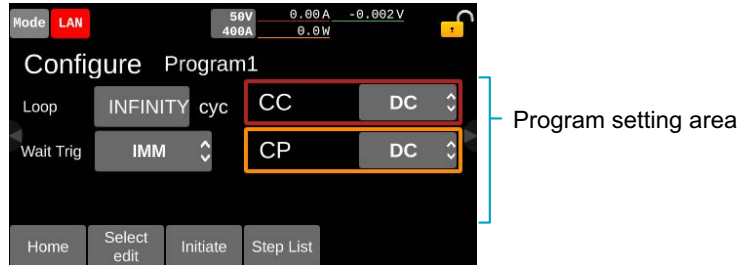 Mode LAN 50V 400A 0.00A -0.002V 0.0W
Configure Program1
Loop INFINITY cyc CC DC
Wait Trig IMM CP DC
Program setting area
Home Select edit Initiate Step List